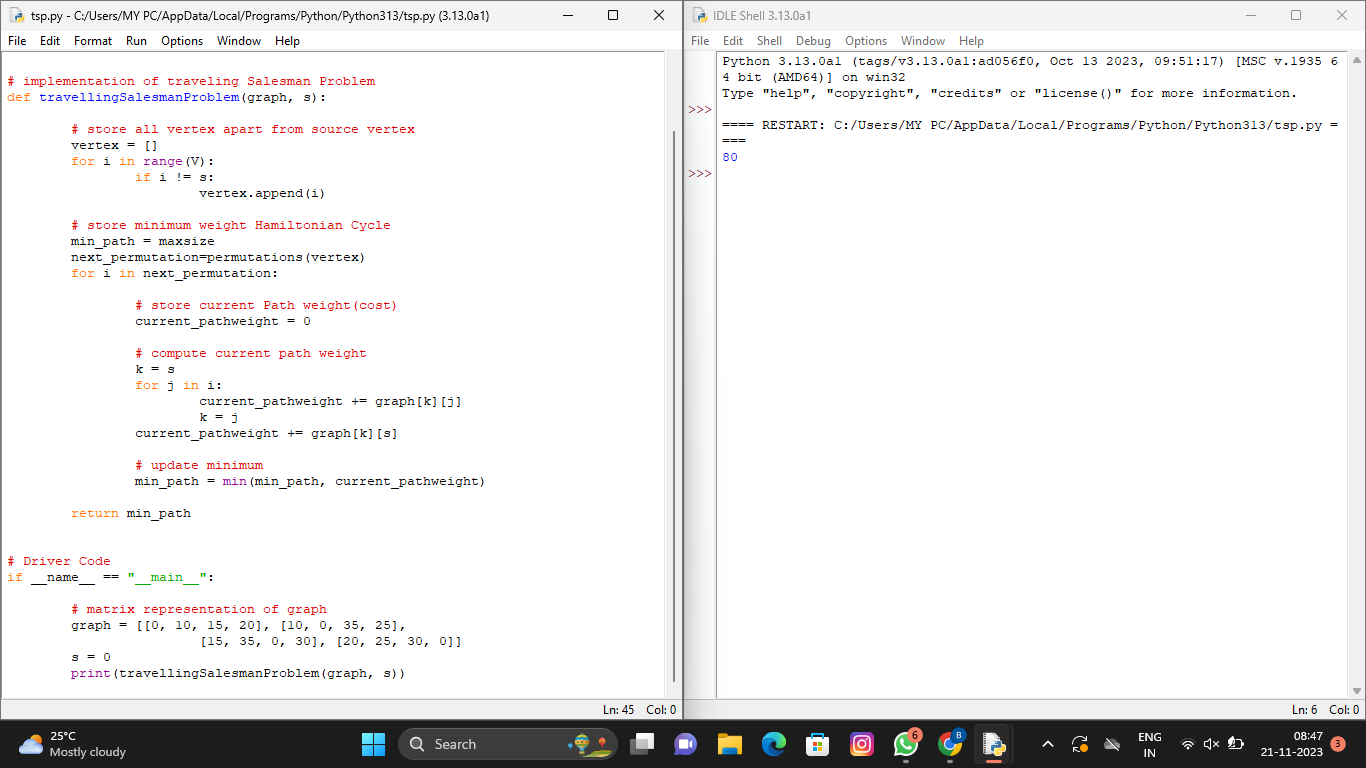 tsp.py - C:/Users/MY PC/AppData/Local/Programs/Python/Python313/tsp.py (3.13.0a1)
File Edit Format Run Options Window Help
# implementation of traveling Salesman Problem
def travellingSalesmanProblem(graph, s):
# store all vertex apart from source vertex
vertex = []
for i in range(V):
if i != s:
vertex.append(i)
# store minimum weight Hamiltonian Cycle
min_path = maxsize
next_permutation=permutations(vertex)
for i in next_permutation:
# store current Path weight(cost)
current_pathweight = 0
# compute current path weight
k = s
for j in i:
current_pathweight += graph[k][j]
k = j
current_pathweight += graph[k][s]
# update minimum
min_path = min(min_path, current_pathweight)
return min_path
# Driver Code
if __name__ == "__main__":
# matrix representation of graph
graph = [[0, 10, 15, 20], [10, 0, 35, 25],
[15, 35, 0, 30], [20, 25, 30, 0]]
s = 0
print(travellingSalesmanProblem(graph, s))
Ln: 45 Col: 0
IDLE Shell 3.13.0a1
File Edit Shell Debug Options Window Help
Python 3.13.0a1 (tags/v3.13.0a1:ad056f0, Oct 13 2023, 09:51:17) [MSC v.1935 6
4 bit (AMD64)] on win32
Type "help", "copyright", "credits" or "license()" for more information.
>>>
==== RESTART: C:/Users/MY PC/AppData/Local/Programs/Python/Python313/tsp.py =
===
80
>>>
Ln: 6 Col: 0
25°C
Mostly cloudy
Search
6
B
ENG
IN
08:47
21-11-2023
3